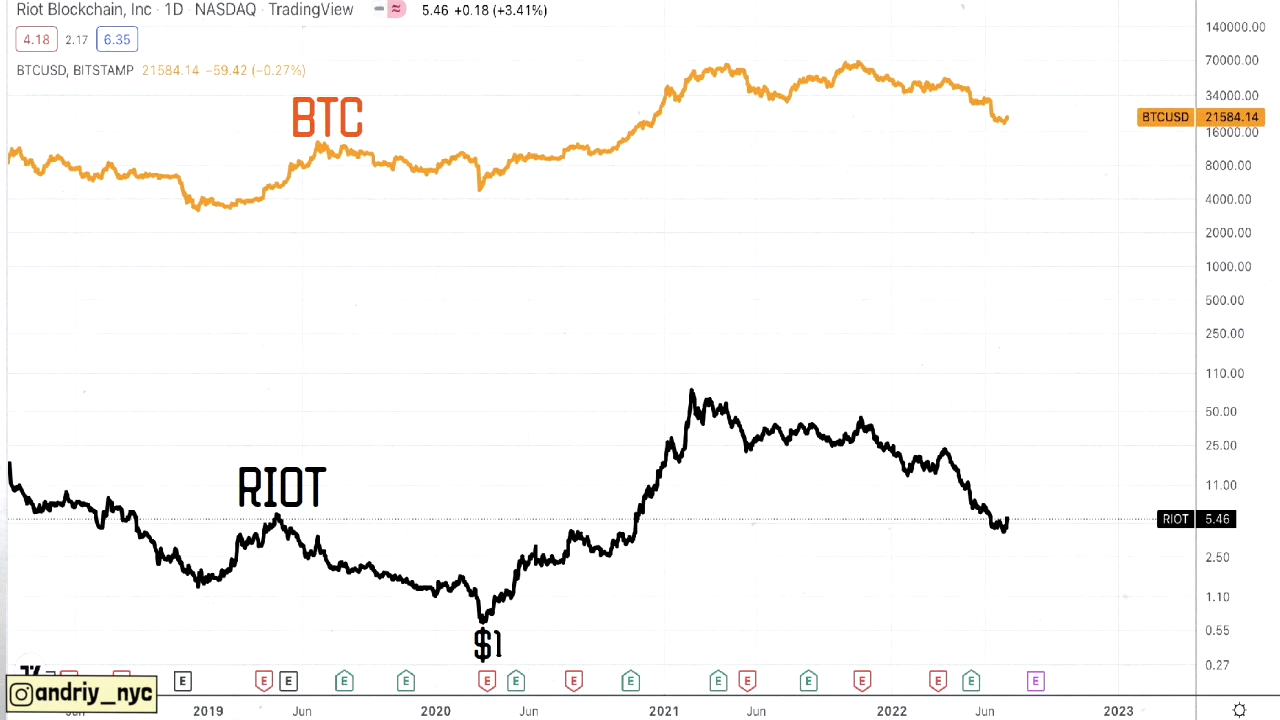 Riot Blockchain, Inc · 1D · NASDAQ · TradingView 5.46 +0.18 (+3.41%)
4.18 2.17 6.35
BTCUSD, BITSTAMP 21584.14 −59.42 (−0.27%)
BTC
140000.00
70000.00
34000.00
BTCUSD 21584.14
16000.00
8000.00
4000.00
2000.00
1000.00
500.00
250.00
110.00
50.00
25.00
RIOT
11.00
RIOT 5.46
2.50
1.10
$1
0.55
0.27
E E E E E E E E E E E E E E E E
@andriy_nyc
2019 Jun 2020 Jun 2021 Jun 2022 Jun 2023